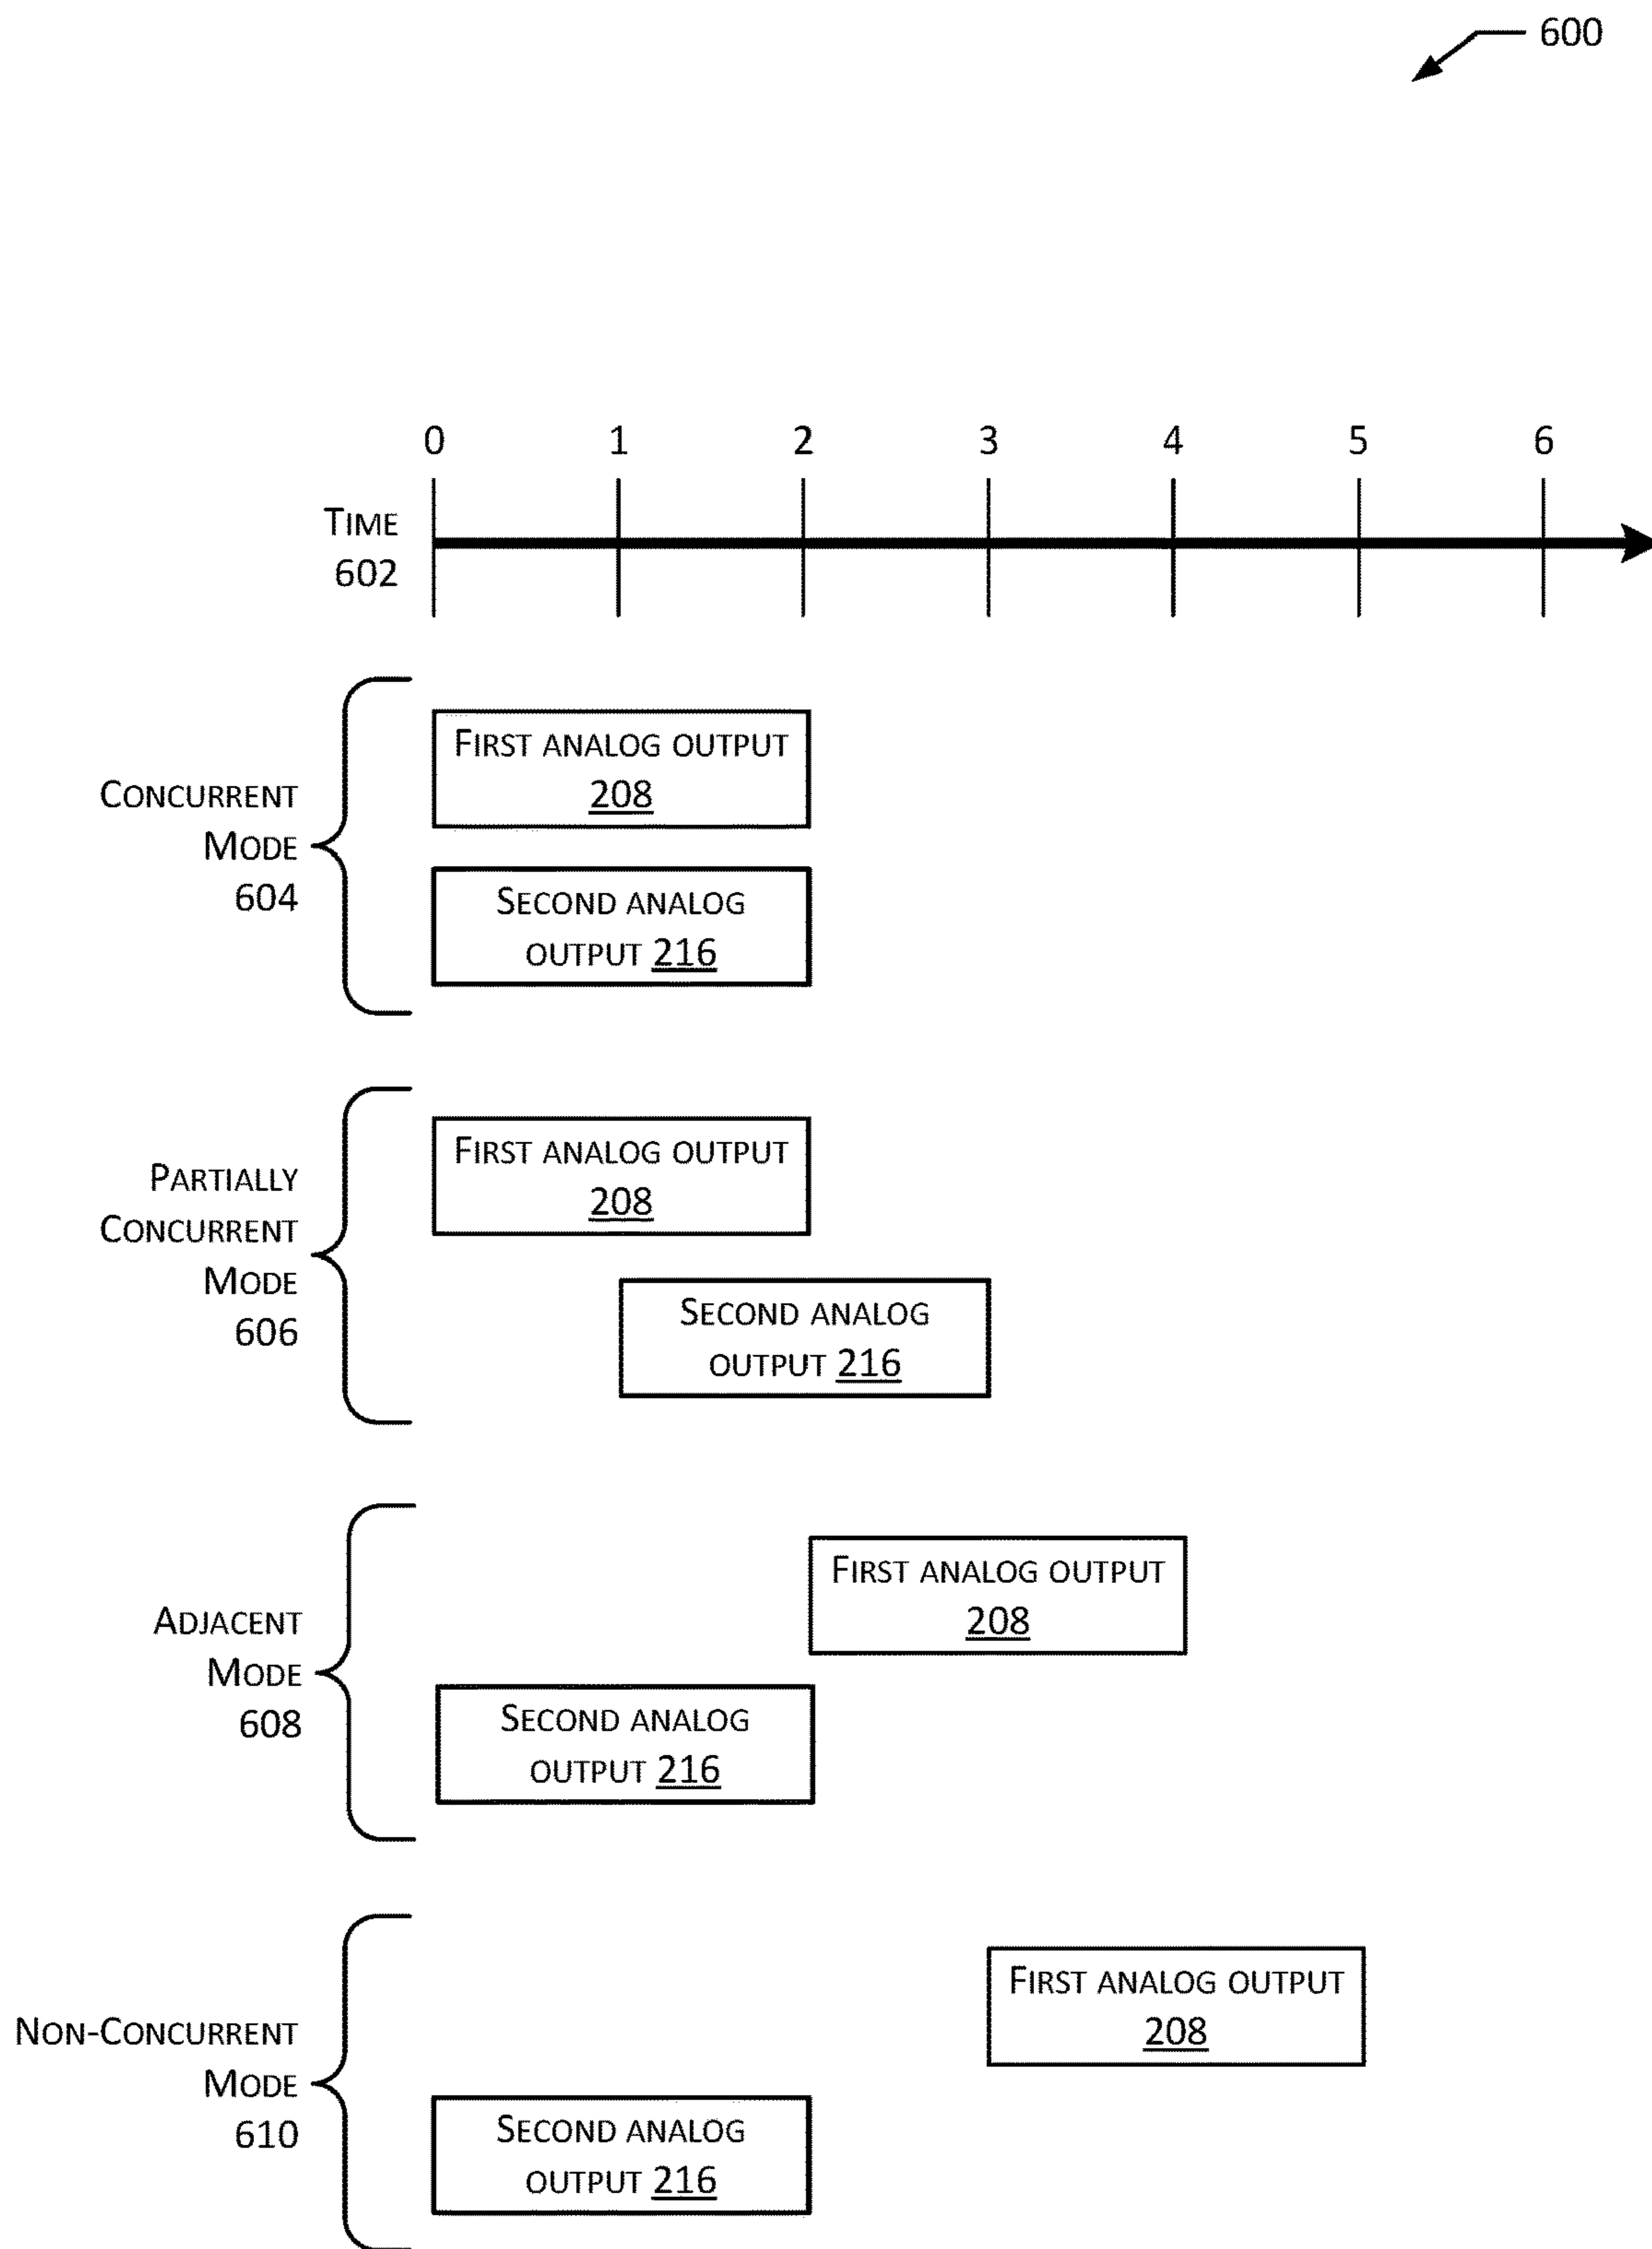 600
0 1 2 3 4 5 6
TIME
602
CONCURRENT
MODE
604
FIRST ANALOG OUTPUT
208
SECOND ANALOG
OUTPUT 216
PARTIALLY
CONCURRENT
MODE
606
FIRST ANALOG OUTPUT
208
SECOND ANALOG
OUTPUT 216
ADJACENT
MODE
608
FIRST ANALOG OUTPUT
208
SECOND ANALOG
OUTPUT 216
NON-CONCURRENT
MODE
610
FIRST ANALOG OUTPUT
208
SECOND ANALOG
OUTPUT 216